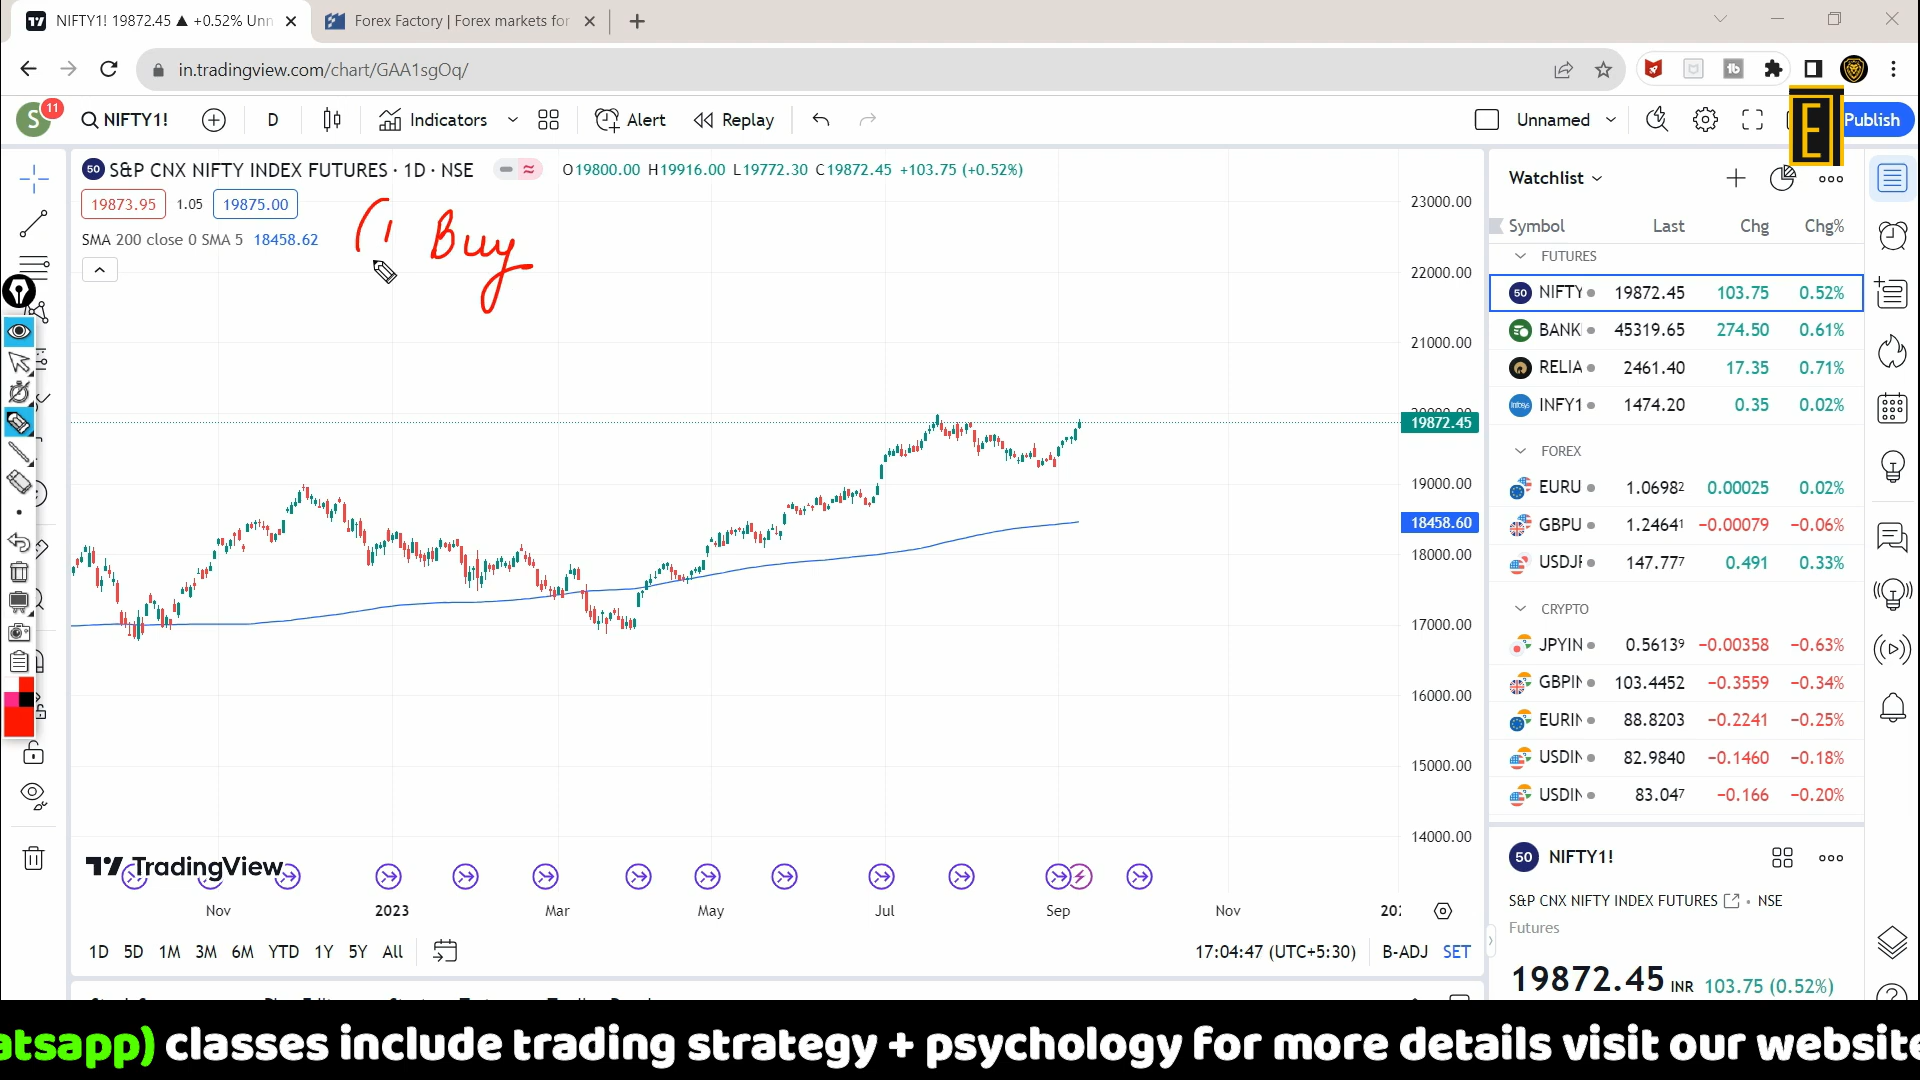 NIFTY1! 19872.45 ▲ +0.52% Unn
Forex Factory | Forex markets for
in.tradingview.com/chart/GAA1sgOq/
S 11 NIFTY1! D Indicators Alert Replay Unnamed Publish
E
S&P CNX NIFTY INDEX FUTURES · 1D · NSE O19800.00 H19916.00 L19772.30 C19872.45 +103.75 (+0.52%)
19873.95 1.05 19875.00
SMA 200 close 0 SMA 5 18458.62
(1 Buy
23000.00
22000.00
21000.00
19872.45
19000.00
18458.60
18000.00
17000.00
16000.00
15000.00
14000.00
TradingView
Nov 2023 Mar May Jul Sep Nov
1D 5D 1M 3M 6M YTD 1Y 5Y All
17:04:47 (UTC+5:30) B-ADJ SET
Watchlist
Symbol Last Chg Chg%
FUTURES
50 NIFTY 19872.45 103.75 0.52%
BANK 45319.65 274.50 0.61%
RELIA 2461.40 17.35 0.71%
INFY1 1474.20 0.35 0.02%
FOREX
EURU 1.06982 0.00025 0.02%
GBPU 1.24641 −0.00079 −0.06%
USDJF 147.777 0.491 0.33%
CRYPTO
JPYIN 0.56139 −0.00358 −0.63%
GBPIN 103.4452 −0.3559 −0.34%
EURIN 88.8203 −0.2241 −0.25%
USDIN 82.9840 −0.1460 −0.18%
USDIN 83.047 −0.166 −0.20%
50 NIFTY1!
S&P CNX NIFTY INDEX FUTURES · NSE
Futures
19872.45 INR 103.75 (0.52%)
atsapp) classes include trading strategy + psychology for more details visit our website